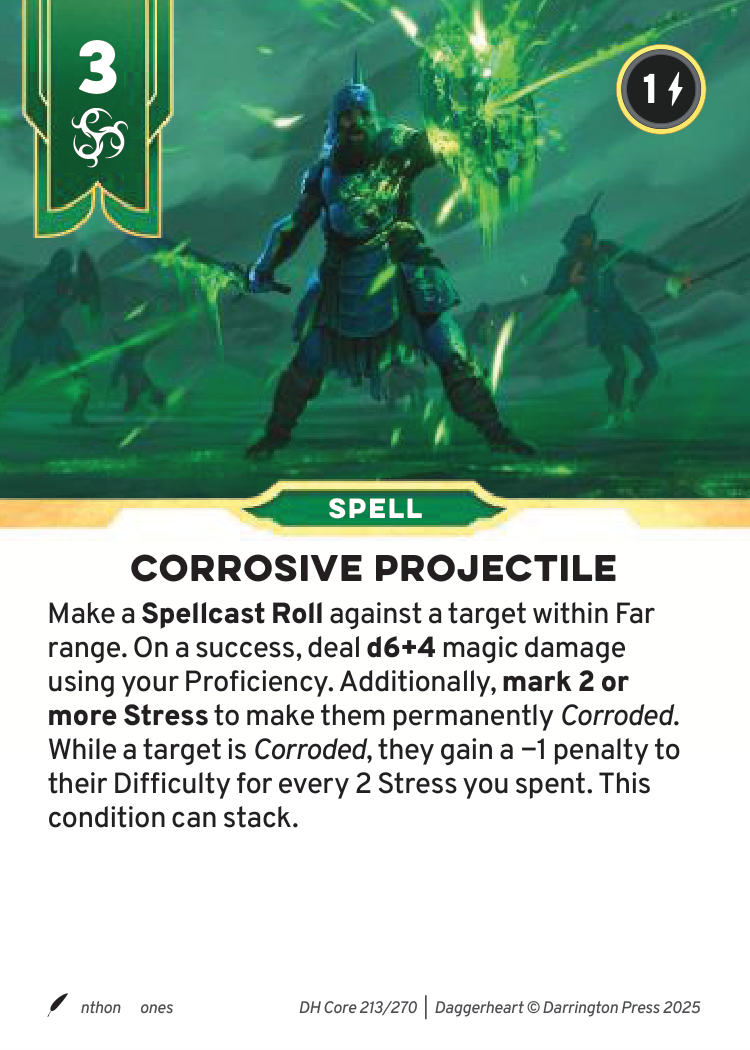 3
1
SPELL
CORROSIVE PROJECTILE
Make a Spellcast Roll against a target within Far
range. On a success, deal d6+4 magic damage
using your Proficiency. Additionally, mark 2 or
more Stress to make them permanently Corroded.
While a target is Corroded, they gain a −1 penalty to
their Difficulty for every 2 Stress you spent. This
condition can stack.
nthon ones
DH Core 213/270 | Daggerheart © Darrington Press 2025